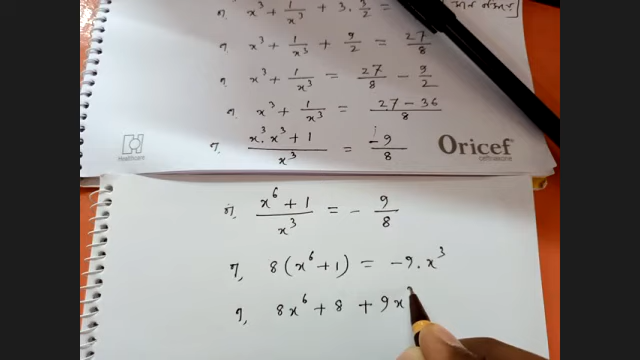 বা, x³ + 1/x³ + 3·3/2 =
বা, x³ + 1/x³ + 9/2 = 27/8
বা, x³ + 1/x³ = 27/8 - 9/2
বা, x³ + 1/x³ = (27 - 36)/8
বা, (x³·x³ + 1)/x³ = -9/8
Healthcare
Oricef
ceftriaxone
বা, (x⁶ + 1)/x³ = - 9/8
বা, 8(x⁶ + 1) = -9·x³
বা, 8x⁶ + 8 + 9x